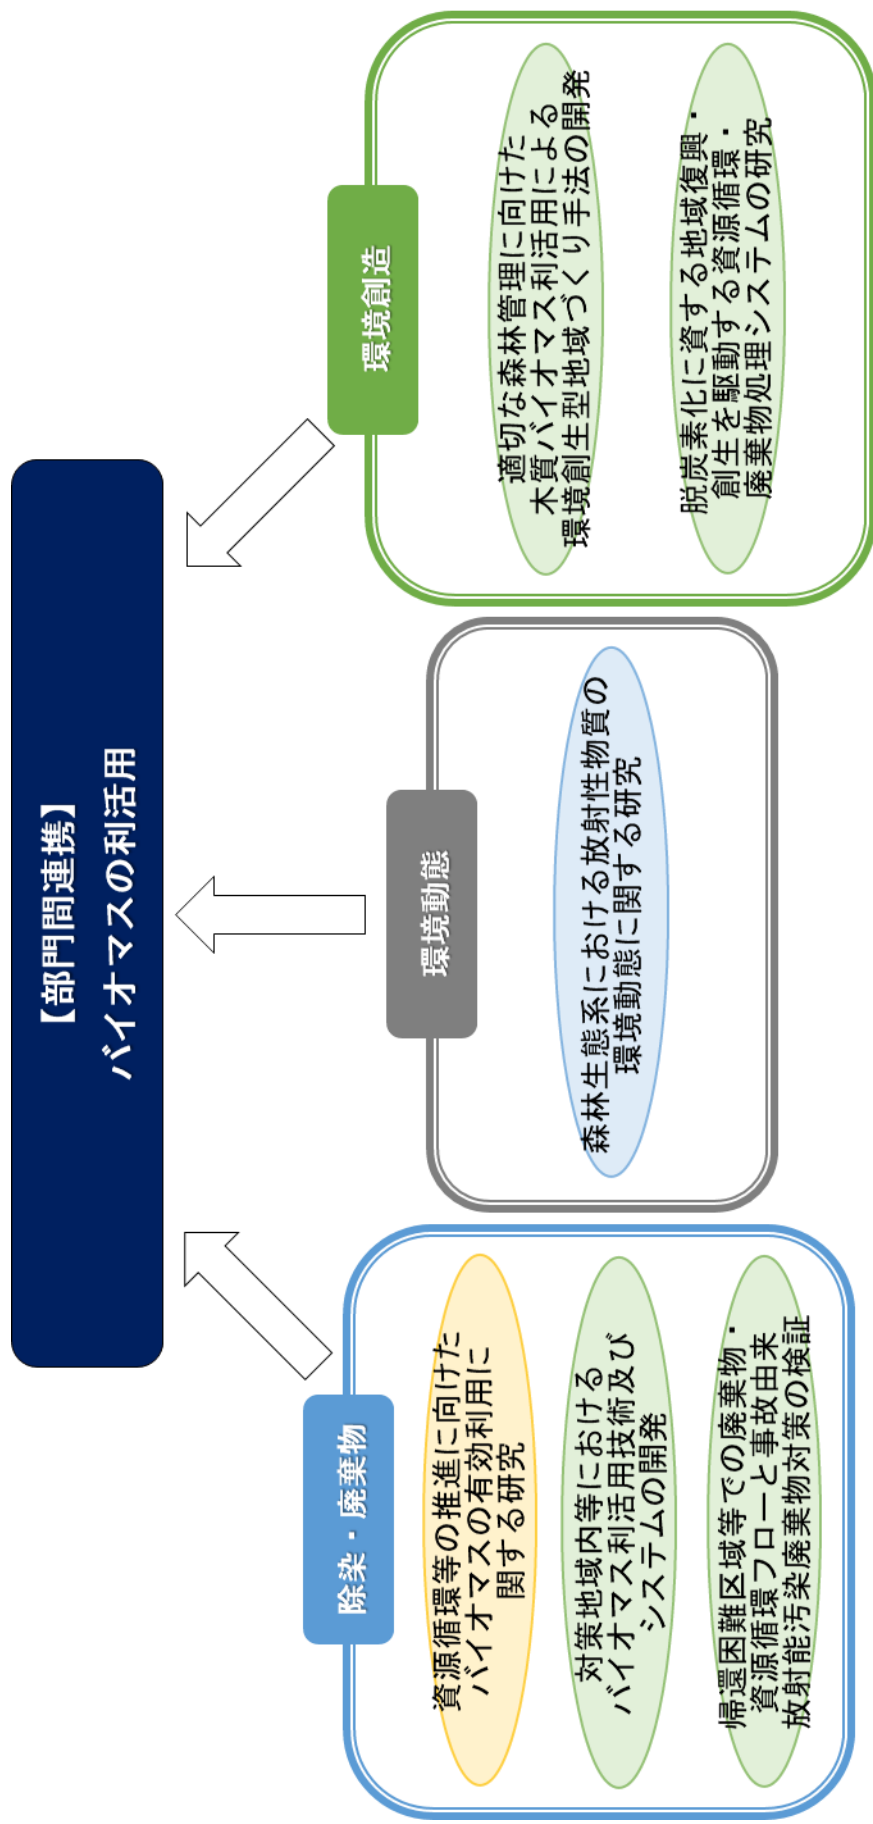 【部門間連携】
バイオマスの利活用
除染・廃棄物
資源循環等の推進に向けた
バイオマスの有効利用に
関する研究
対策地域内等における
バイオマス利活用技術及び
システムの開発
帰還困難区域等での廃棄物・
資源循環フローと事故由来
放射能汚染廃棄物対策の検証
環境動態
森林生態系における放射性物質の
環境動態に関する研究
環境創造
適切な森林管理に向けた
木質バイオマス利活用による
環境創生型地域づくり手法の開発
脱炭素化に資する地域復興・
創生を駆動する資源循環・
廃棄物処理システムの研究